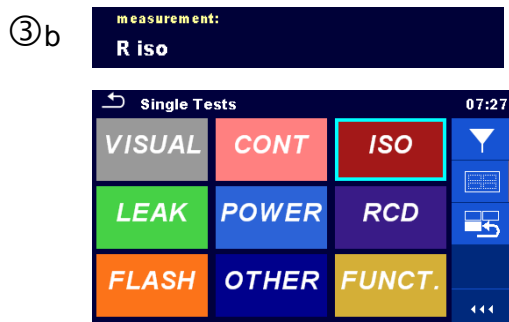 ③b
measurement:
R iso
Single Tests 07:27
VISUAL CONT ISO
LEAK POWER RCD
FLASH OTHER FUNCT.